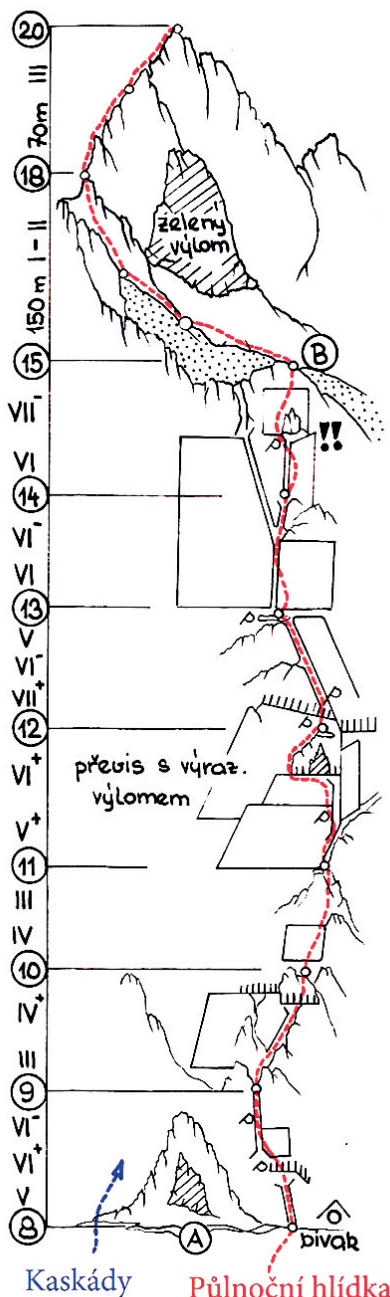 20
III
70m
18
zelený
výlom
150 m I - II
15
B
VII-
VI
!!
14
VI-
VI
13
V
VI-
VII+
12
VI+
převis s výraz.
výlomem
V+
11
III
IV
10
IV+
III
9
VI-
VI+
V
8
A
bivak
Kaskády
Půlnoční hlídka